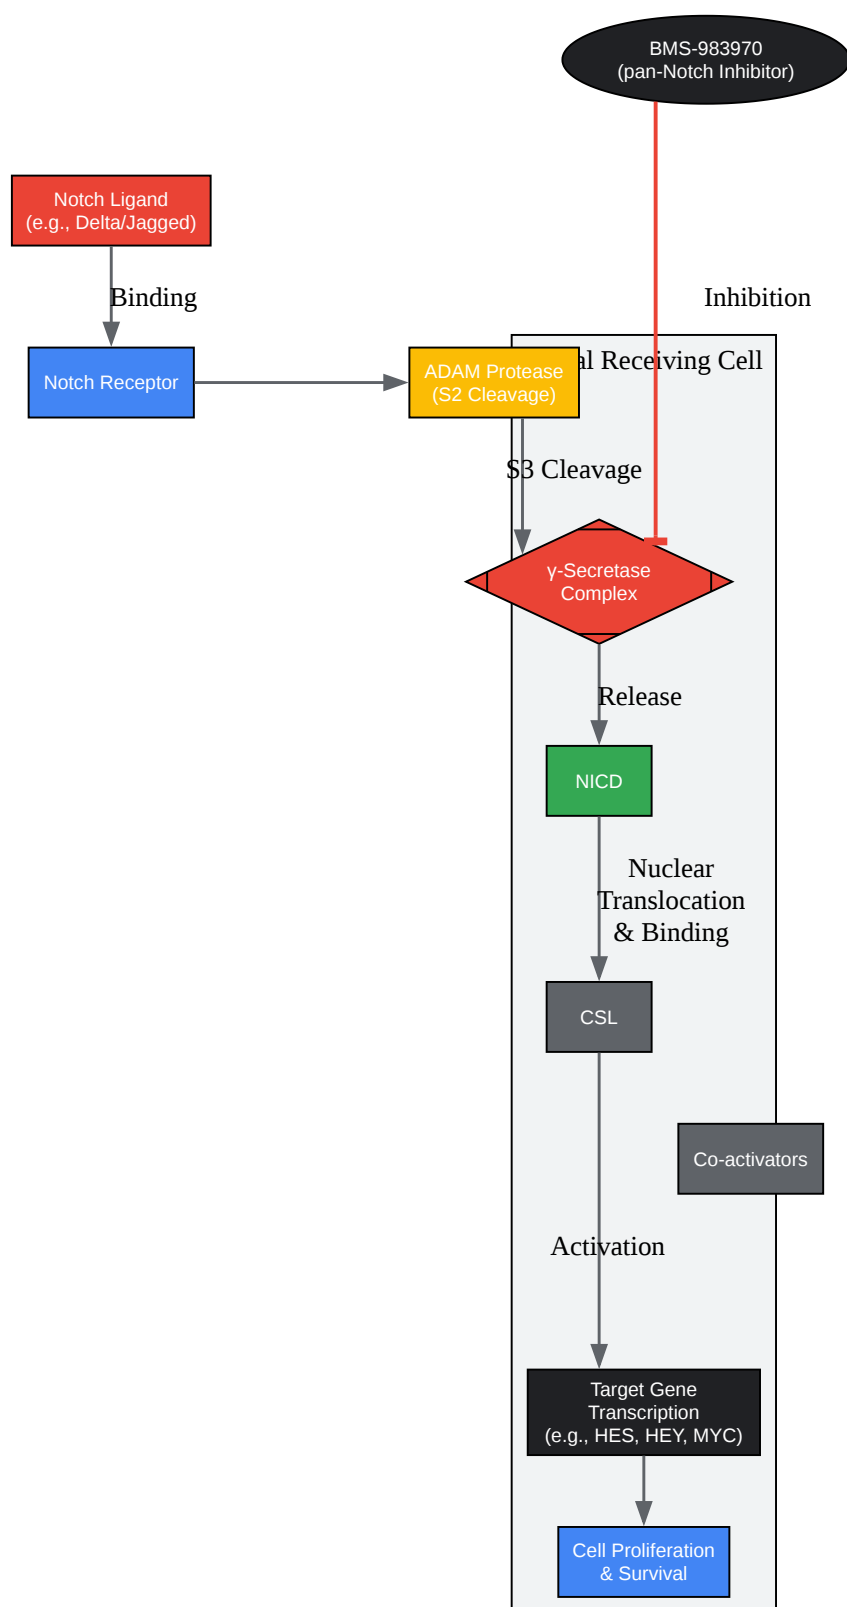 BMS-983970
(pan-Notch Inhibitor)
Notch Ligand
(e.g., Delta/Jagged)
Binding
Inhibition
Notch Receptor
ADAM Protease
(S2 Cleavage)
Receiving Cell
S3 Cleavage
γ-Secretase
Complex
Release
NICD
Nuclear
Translocation
& Binding
CSL
Co-activators
Activation
Target Gene
Transcription
(e.g., HES, HEY, MYC)
Cell Proliferation
& Survival